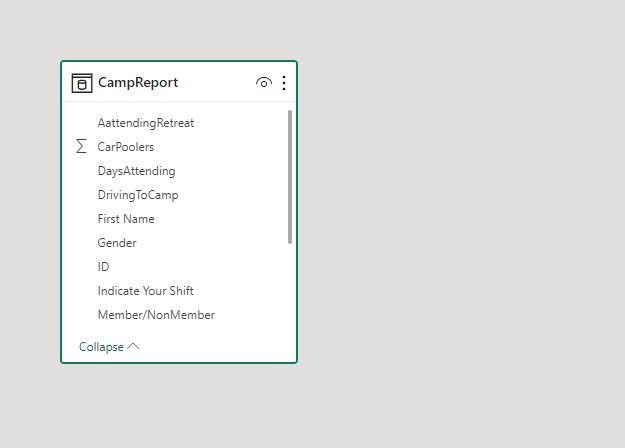 CampReport
AattendingRetreat
CarPoolers
DaysAttending
DrivingToCamp
First Name
Gender
ID
Indicate Your Shift
Member/NonMember
Collapse